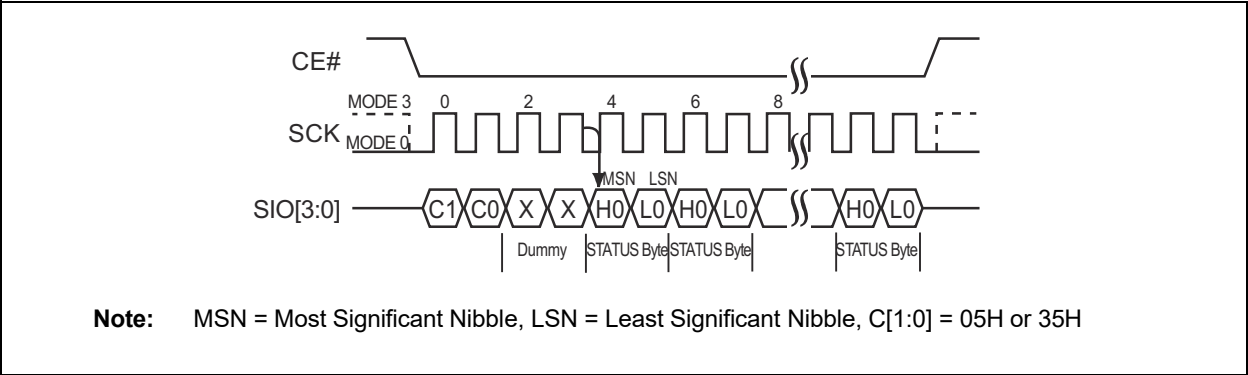 CE#
MODE 3 0 2 4 6 8
SCK
MODE 0
MSN LSN
SIO[3:0] C1 C0 X X H0 L0 H0 L0 H0 L0
Dummy STATUS Byte STATUS Byte STATUS Byte
Note: MSN = Most Significant Nibble, LSN = Least Significant Nibble, C[1:0] = 05H or 35H